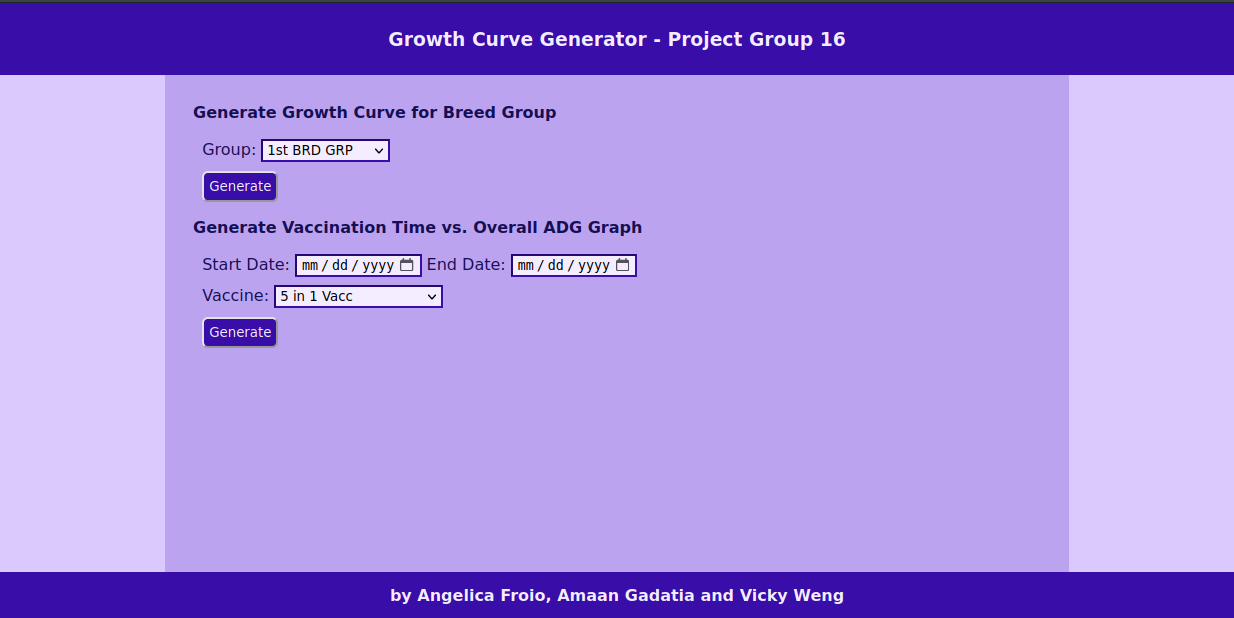 Growth Curve Generator - Project Group 16
Generate Growth Curve for Breed Group
Group: 1st BRD GRP
Generate
Generate Vaccination Time vs. Overall ADG Graph
Start Date: mm / dd / yyyy End Date: mm / dd / yyyy
Vaccine: 5 in 1 Vacc
Generate
by Angelica Froio, Amaan Gadatia and Vicky Weng